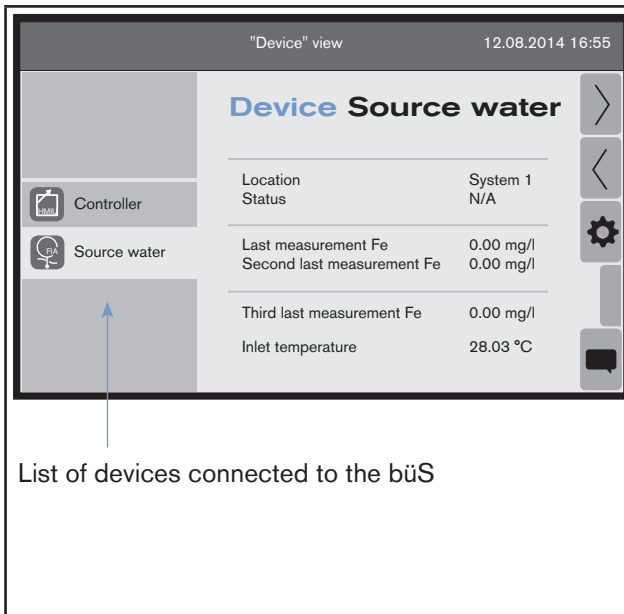 "Device" view 12.08.2014 16:55
Device Source water
HMIU Controller
FIA Source water
Location System 1
Status N/A
Last measurement Fe 0.00 mg/l
Second last measurement Fe 0.00 mg/l
Third last measurement Fe 0.00 mg/l
Inlet temperature 28.03 °C
List of devices connected to the büS